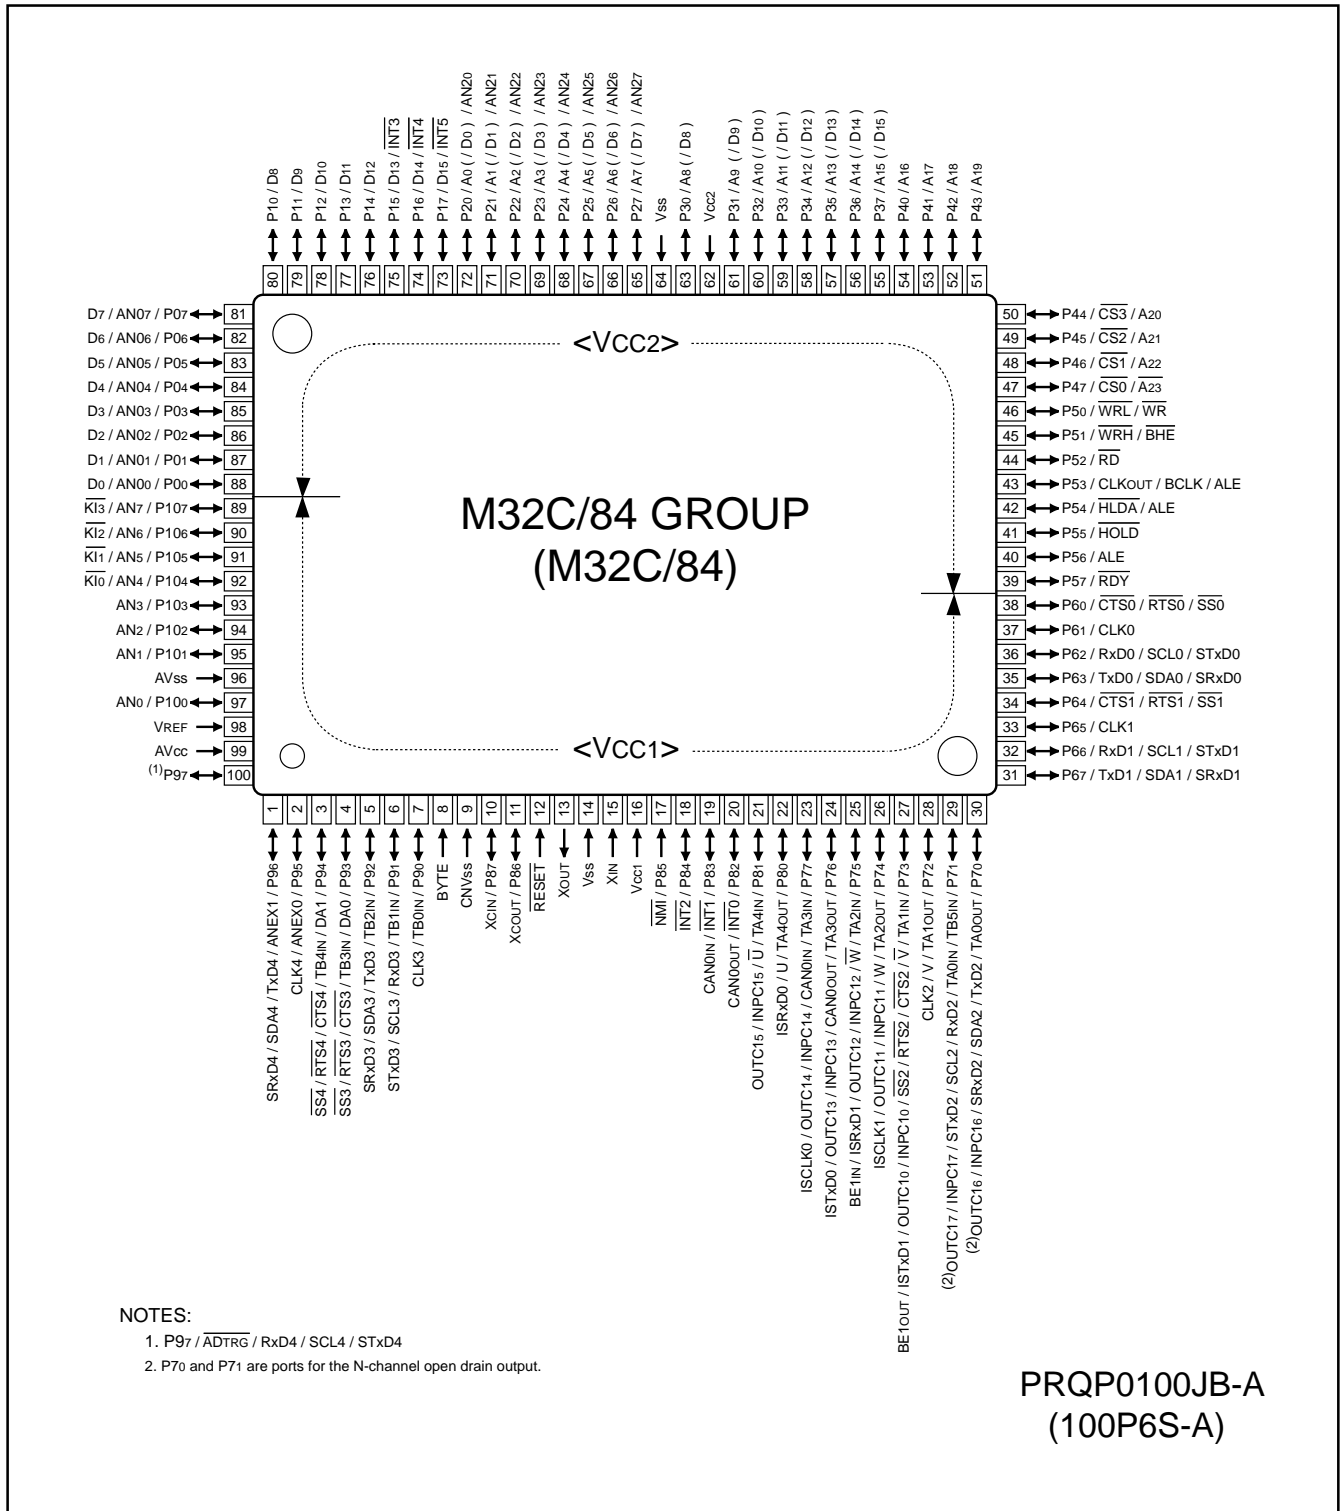 P10 / D8
P11 / D9
P12 / D10
P13 / D11
P14 / D12
P15 / D13 / INT3
P16 / D14 / INT4
P17 / D15 / INT5
P20 / A0 ( / D0 ) / AN20
P21 / A1 ( / D1 ) / AN21
P22 / A2 ( / D2 ) / AN22
P23 / A3 ( / D3 ) / AN23
P24 / A4 ( / D4 ) / AN24
P25 / A5 ( / D5 ) / AN25
P26 / A6 ( / D6 ) / AN26
P27 / A7 ( / D7 ) / AN27
Vss
P30 / A8 ( / D8 )
Vcc2
P31 / A9 ( / D9 )
P32 / A10 ( / D10 )
P33 / A11 ( / D11 )
P34 / A12 ( / D12 )
P35 / A13 ( / D13 )
P36 / A14 ( / D14 )
P37 / A15 ( / D15 )
P40 / A16
P41 / A17
P42 / A18
P43 / A19
80 79 78 77 76 75 74 73 72 71 70 69 68 67 66 65 64 63 62 61 60 59 58 57 56 55 54 53 52 51
D7 / AN07 / P07 81
D6 / AN06 / P06 82
D5 / AN05 / P05 83
D4 / AN04 / P04 84
D3 / AN03 / P03 85
D2 / AN02 / P02 86
D1 / AN01 / P01 87
D0 / AN00 / P00 88
KI3 / AN7 / P107 89
KI2 / AN6 / P106 90
KI1 / AN5 / P105 91
KI0 / AN4 / P104 92
AN3 / P103 93
AN2 / P102 94
AN1 / P101 95
AVss 96
AN0 / P100 97
VREF 98
AVcc 99
(1)P97 100
<VCC2>
M32C/84 GROUP
(M32C/84)
<VCC1>
50 P44 / CS3 / A20
49 P45 / CS2 / A21
48 P46 / CS1 / A22
47 P47 / CS0 / A23
46 P50 / WRL / WR
45 P51 / WRH / BHE
44 P52 / RD
43 P53 / CLKOUT / BCLK / ALE
42 P54 / HLDA / ALE
41 P55 / HOLD
40 P56 / ALE
39 P57 / RDY
38 P60 / CTS0 / RTS0 / SS0
37 P61 / CLK0
36 P62 / RxD0 / SCL0 / STxD0
35 P63 / TxD0 / SDA0 / SRxD0
34 P64 / CTS1 / RTS1 / SS1
33 P65 / CLK1
32 P66 / RxD1 / SCL1 / STxD1
31 P67 / TxD1 / SDA1 / SRxD1
1 2 3 4 5 6 7 8 9 10 11 12 13 14 15 16 17 18 19 20 21 22 23 24 25 26 27 28 29 30
SRxD4 / SDA4 / TxD4 / ANEX1 / P96
CLK4 / ANEX0 / P95
SS4 / RTS4 / CTS4 / TB4IN / DA1 / P94
SS3 / RTS3 / CTS3 / TB3IN / DA0 / P93
SRxD3 / SDA3 / TxD3 / TB2IN / P92
STxD3 / SCL3 / RxD3 / TB1IN / P91
CLK3 / TB0IN / P90
BYTE
CNVss
XCIN / P87
XCOUT / P86
RESET
XOUT
Vss
XIN
Vcc1
NMI / P85
INT2 / P84
CAN0IN / INT1 / P83
CAN0OUT / INT0 / P82
OUTC15 / INPC15 / U / TA4IN / P81
ISRxD0 / U / TA4OUT / P80
ISCLK0 / OUTC14 / INPC14 / CAN0IN / TA3IN / P77
ISTxD0 / OUTC13 / INPC13 / CAN0OUT / TA3OUT / P76
BE1IN / ISRxD1 / OUTC12 / INPC12 / W / TA2IN / P75
ISCLK1 / OUTC11 / INPC11 / W / TA2OUT / P74
BE1OUT / ISTxD1 / OUTC10 / INPC10 / SS2 / RTS2 / CTS2 / V / TA1IN / P73
CLK2 / V / TA1OUT / P72
(2)OUTC17 / INPC17 / STxD2 / SCL2 / RxD2 / TA0IN / TB5IN / P71
(2)OUTC16 / INPC16 / SRxD2 / SDA2 / TxD2 / TA0OUT / P70
NOTES:
1. P97 / ADTRG / RxD4 / SCL4 / STxD4
2. P70 and P71 are ports for the N-channel open drain output.
PRQP0100JB-A
(100P6S-A)